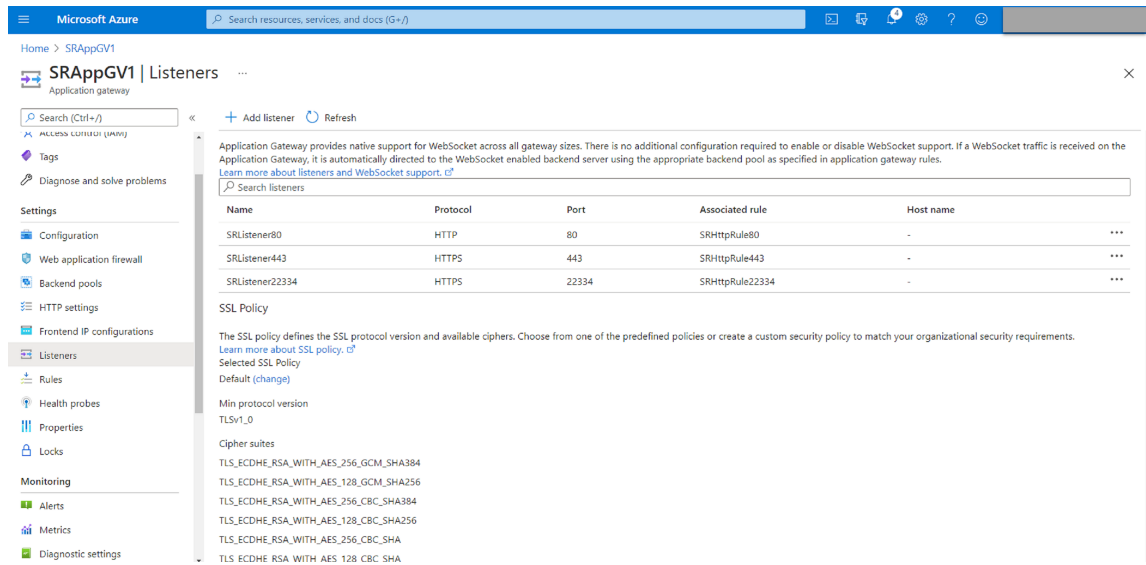 Microsoft Azure
Search resources, services, and docs (G+/)
4
Home > SRAppGV1
SRAppGV1 | Listeners ...
Application gateway
Search (Ctrl+/)
«
Access control (IAM)
Tags
Diagnose and solve problems
Settings
Configuration
Web application firewall
Backend pools
HTTP settings
Frontend IP configurations
Listeners
Rules
Health probes
Properties
Locks
Monitoring
Alerts
Metrics
Diagnostic settings
+ Add listener Refresh
Application Gateway provides native support for WebSocket across all gateway sizes. There is no additional configuration required to enable or disable WebSocket support. If a WebSocket traffic is received on the
Application Gateway, it is automatically directed to the WebSocket enabled backend server using the appropriate backend pool as specified in application gateway rules.
Learn more about listeners and WebSocket support.
Search listeners
Name Protocol Port Associated rule Host name
SRListener80 HTTP 80 SRHttpRule80 - ...
SRListener443 HTTPS 443 SRHttpRule443 - ...
SRListener22334 HTTPS 22334 SRHttpRule22334 - ...
SSL Policy
The SSL policy defines the SSL protocol version and available ciphers. Choose from one of the predefined policies or create a custom security policy to match your organizational security requirements.
Learn more about SSL policy.
Selected SSL Policy
Default (change)
Min protocol version
TLSv1_0
Cipher suites
TLS_ECDHE_RSA_WITH_AES_256_GCM_SHA384
TLS_ECDHE_RSA_WITH_AES_128_GCM_SHA256
TLS_ECDHE_RSA_WITH_AES_256_CBC_SHA384
TLS_ECDHE_RSA_WITH_AES_128_CBC_SHA256
TLS_ECDHE_RSA_WITH_AES_256_CBC_SHA
TLS_ECDHE_RSA_WITH_AES_128_CBC_SHA